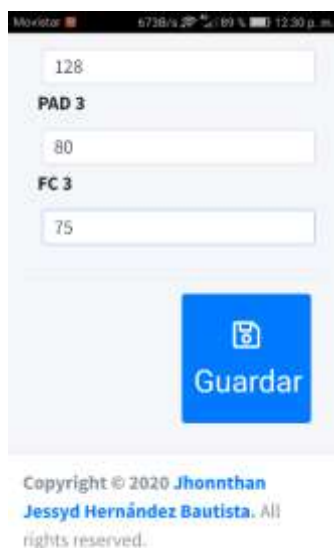 Movistar 673B/s 89 % 12:30 p. m.
128
PAD 3
80
FC 3
75
Guardar
Copyright © 2020 Jhonnthan
Jessyd Hernández Bautista. All
rights reserved.